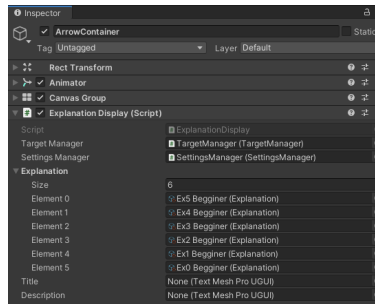 Inspector
ArrowContainer
Static
Tag Untagged Layer Default
Rect Transform
Animator
Canvas Group
Explanation Display (Script)
Script ExplanationDisplay
Target Manager TargetManager (TargetManager)
Settings Manager SettingsManager (SettingsManager)
Explanation
Size 6
Element 0 Ex5 Begginer (Explanation)
Element 1 Ex4 Begginer (Explanation)
Element 2 Ex3 Begginer (Explanation)
Element 3 Ex2 Begginer (Explanation)
Element 4 Ex1 Begginer (Explanation)
Element 5 Ex0 Begginer (Explanation)
Title None (Text Mesh Pro UGUI)
Description None (Text Mesh Pro UGUI)